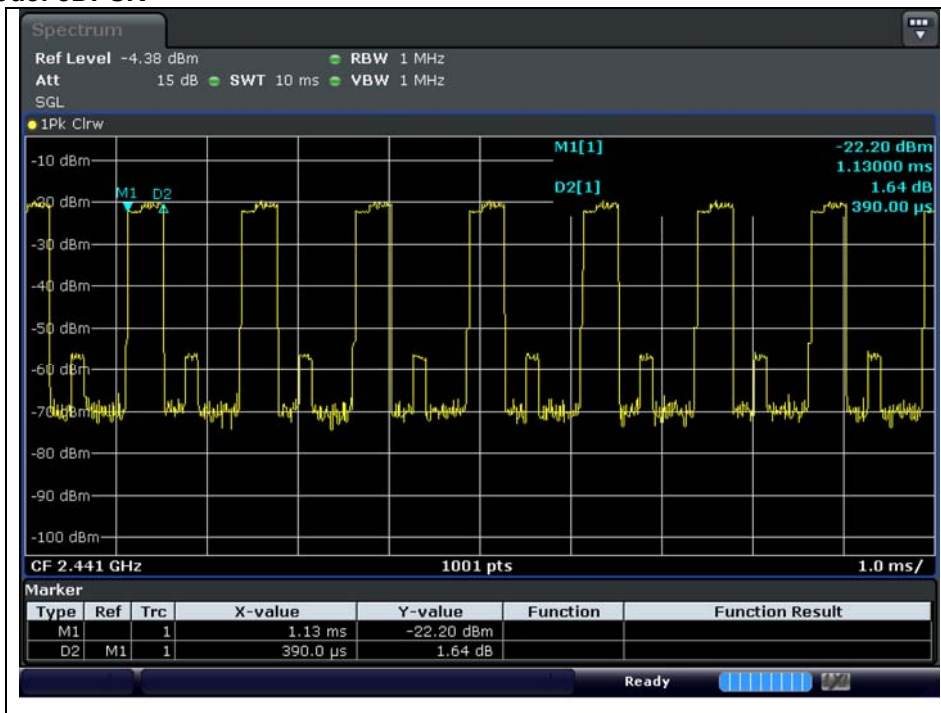 Spectrum
Ref Level -4.38 dBm RBW 1 MHz
Att 15 dB SWT 10 ms VBW 1 MHz
SGL
1Pk Clrw
M1[1] -22.20 dBm
1.13000 ms
D2[1] 1.64 dB
390.00 µs
M1 D2
-10 dBm
-20 dBm
-30 dBm
-40 dBm
-50 dBm
-60 dBm
-70 dBm
-80 dBm
-90 dBm
-100 dBm
CF 2.441 GHz 1001 pts 1.0 ms/
Marker
Type Ref Trc X-value Y-value Function Function Result
M1 1 1.13 ms -22.20 dBm
D2 M1 1 390.0 µs 1.64 dB
Ready